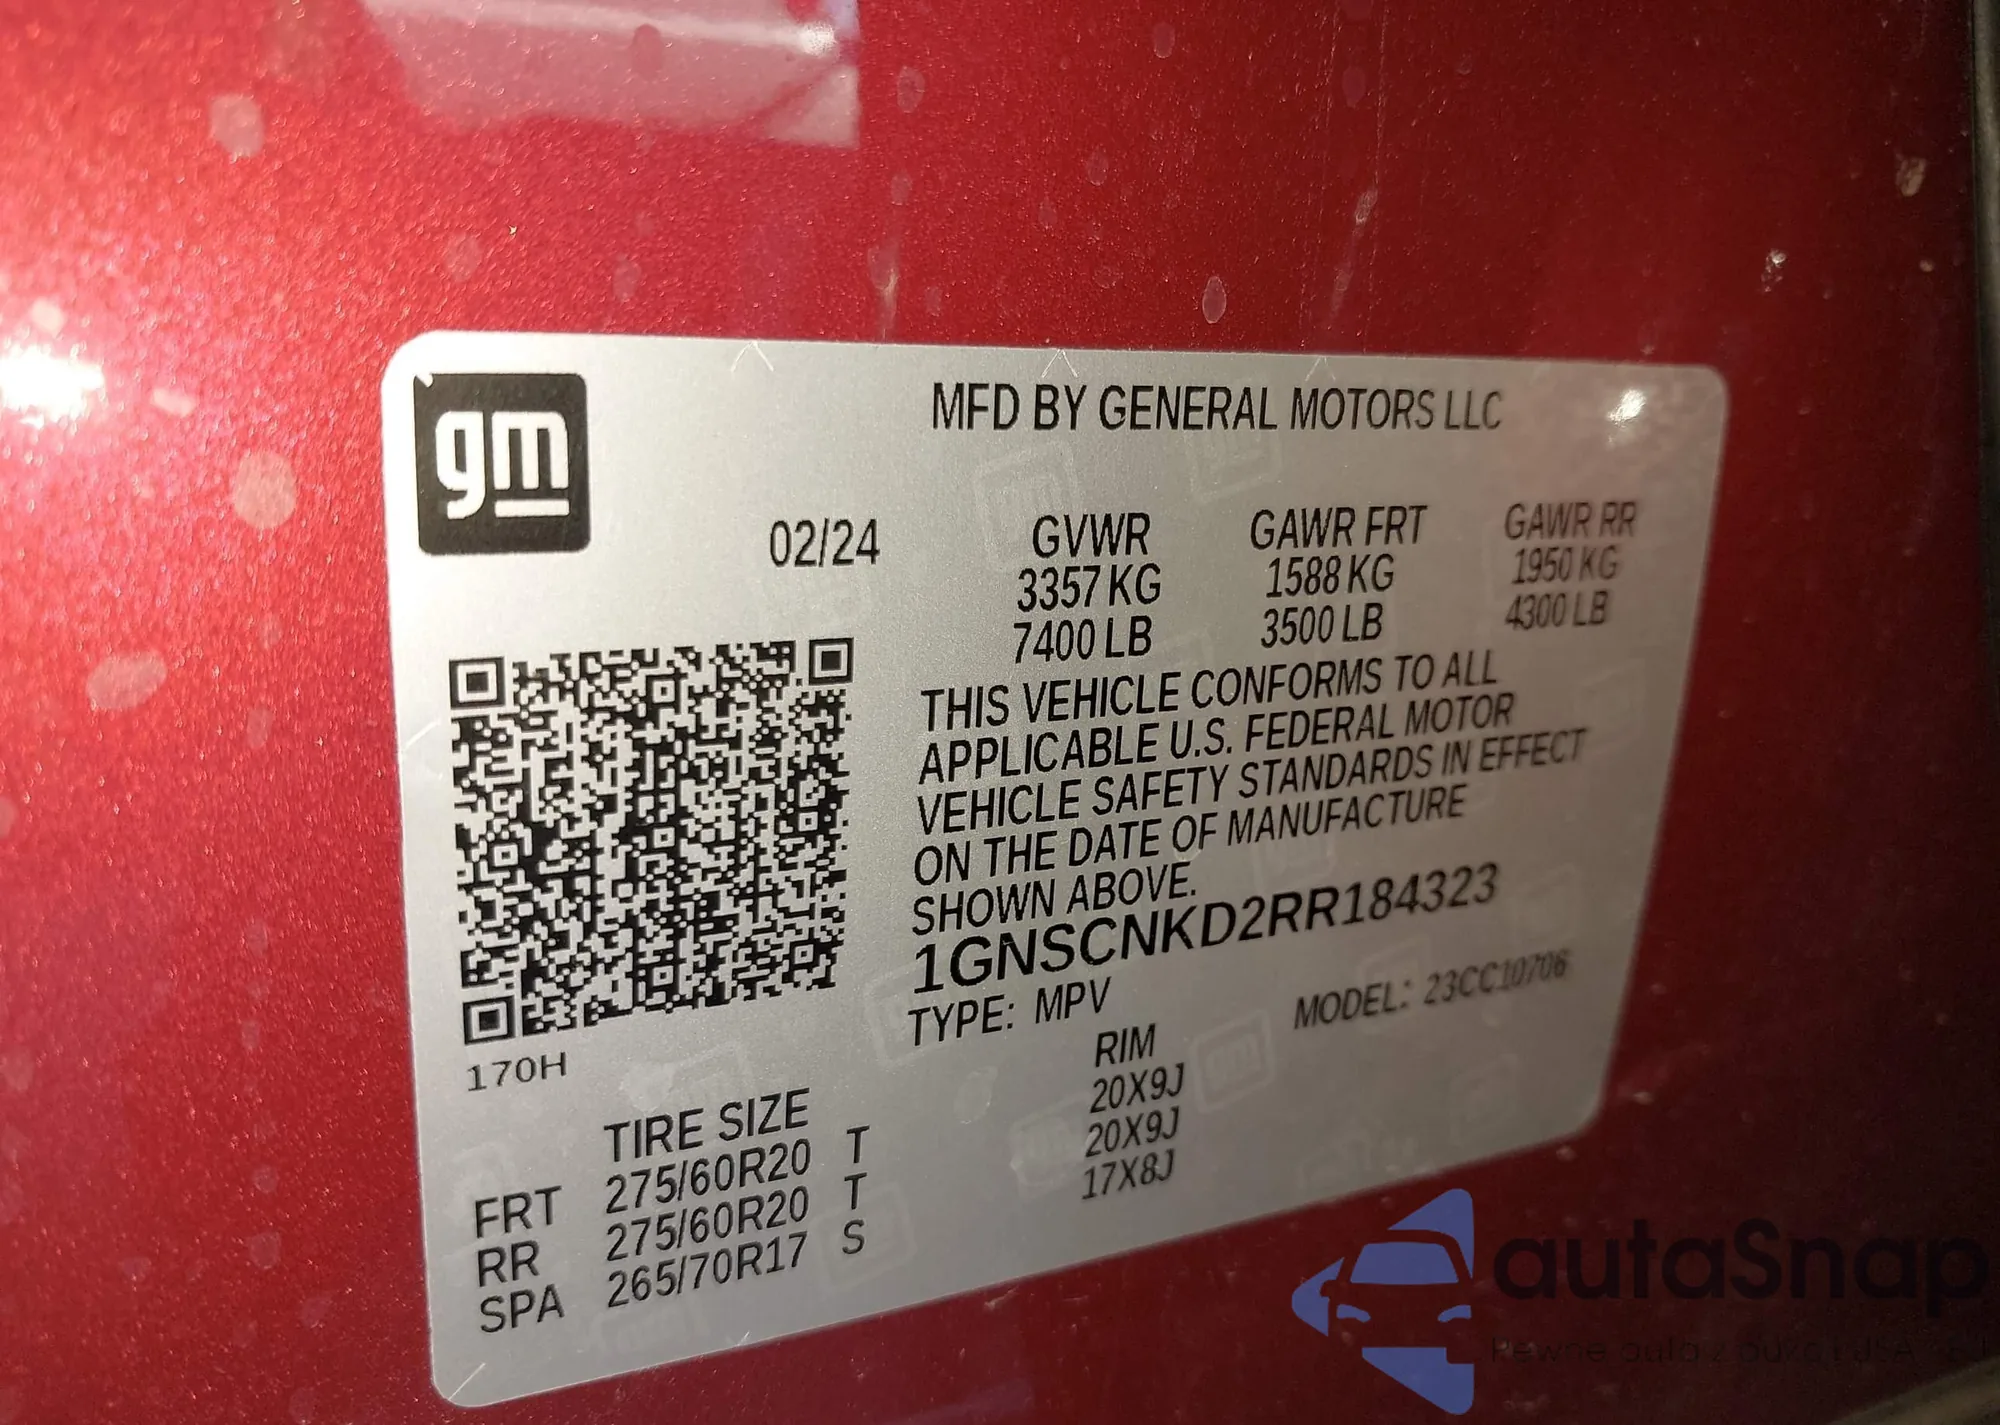 gm
MFD BY GENERAL MOTORS LLC
02/24 GVWR GAWR FRT GAWR RR
3357 KG 1588 KG 1950 KG
7400 LB 3500 LB 4300 LB
THIS VEHICLE CONFORMS TO ALL
APPLICABLE U.S. FEDERAL MOTOR
VEHICLE SAFETY STANDARDS IN EFFECT
ON THE DATE OF MANUFACTURE
SHOWN ABOVE.
1GNSCNKD2RR184323
TYPE: MPV MODEL: 23CC10706
170H
TIRE SIZE RIM
FRT 275/60R20 T 20X9J
RR 275/60R20 T 20X9J
SPA 265/70R17 S 17X8J
autaSnap
Pewne auta z